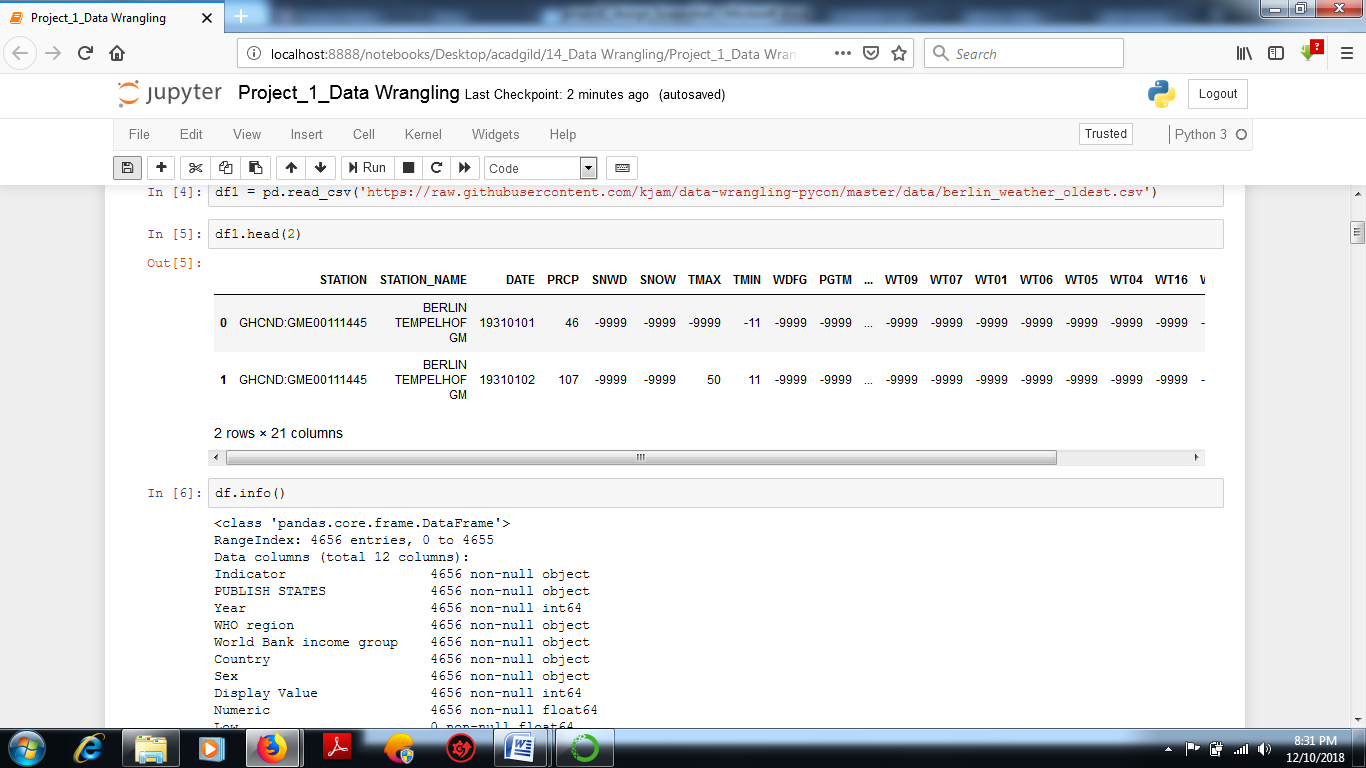 Project_1_Data Wrangling
localhost:8888/notebooks/Desktop/acadgild/14_Data Wrangling/Project_1_Data Wran
Search
?
jupyter Project_1_Data Wrangling Last Checkpoint: 2 minutes ago (autosaved)
Logout
File Edit View Insert Cell Kernel Widgets Help
Trusted
Python 3
Run
Code
In [4]: df1 = pd.read_csv('https://raw.githubusercontent.com/kjam/data-wrangling-pycon/master/data/berlin_weather_oldest.csv')
In [5]: df1.head(2)
Out[5]:
STATION STATION_NAME DATE PRCP SNWD SNOW TMAX TMIN WDFG PGTM ... WT09 WT07 WT01 WT06 WT05 WT04 WT16
BERLIN
0 GHCND:GME00111445 TEMPELHOF 19310101 46 -9999 -9999 -9999 -11 -9999 -9999 ... -9999 -9999 -9999 -9999 -9999 -9999 -9999 -
GM
BERLIN
1 GHCND:GME00111445 TEMPELHOF 19310102 107 -9999 -9999 50 11 -9999 -9999 ... -9999 -9999 -9999 -9999 -9999 -9999 -9999 -
GM
2 rows × 21 columns
In [6]: df.info()
<class 'pandas.core.frame.DataFrame'>
RangeIndex: 4656 entries, 0 to 4655
Data columns (total 12 columns):
Indicator 4656 non-null object
PUBLISH STATES 4656 non-null object
Year 4656 non-null int64
WHO region 4656 non-null object
World Bank income group 4656 non-null object
Country 4656 non-null object
Sex 4656 non-null object
Display Value 4656 non-null int64
Numeric 4656 non-null float64
Low 0 non-null float64
8:31 PM
12/10/2018